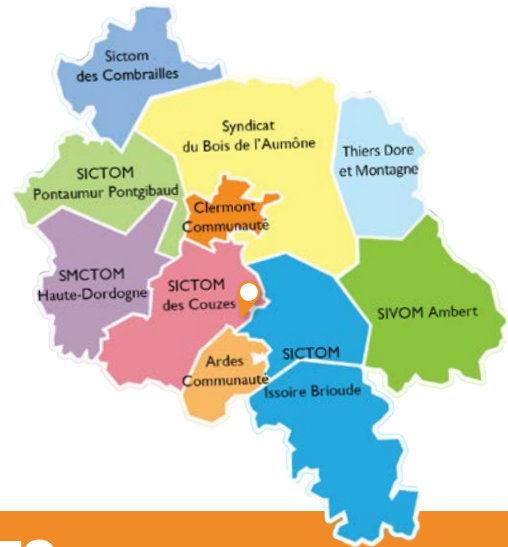 Sictom
des Combrailles
Syndicat
du Bois de l'Aumône
Thiers Dore
et Montagne
SICTOM
Pontaumur Pontgibaud
Clermont
Communauté
SMCTOM
Haute-Dordogne
SICTOM
des Couzes
SIVOM Ambert
Ardes
Communauté
SICTOM
Issoire Brioude